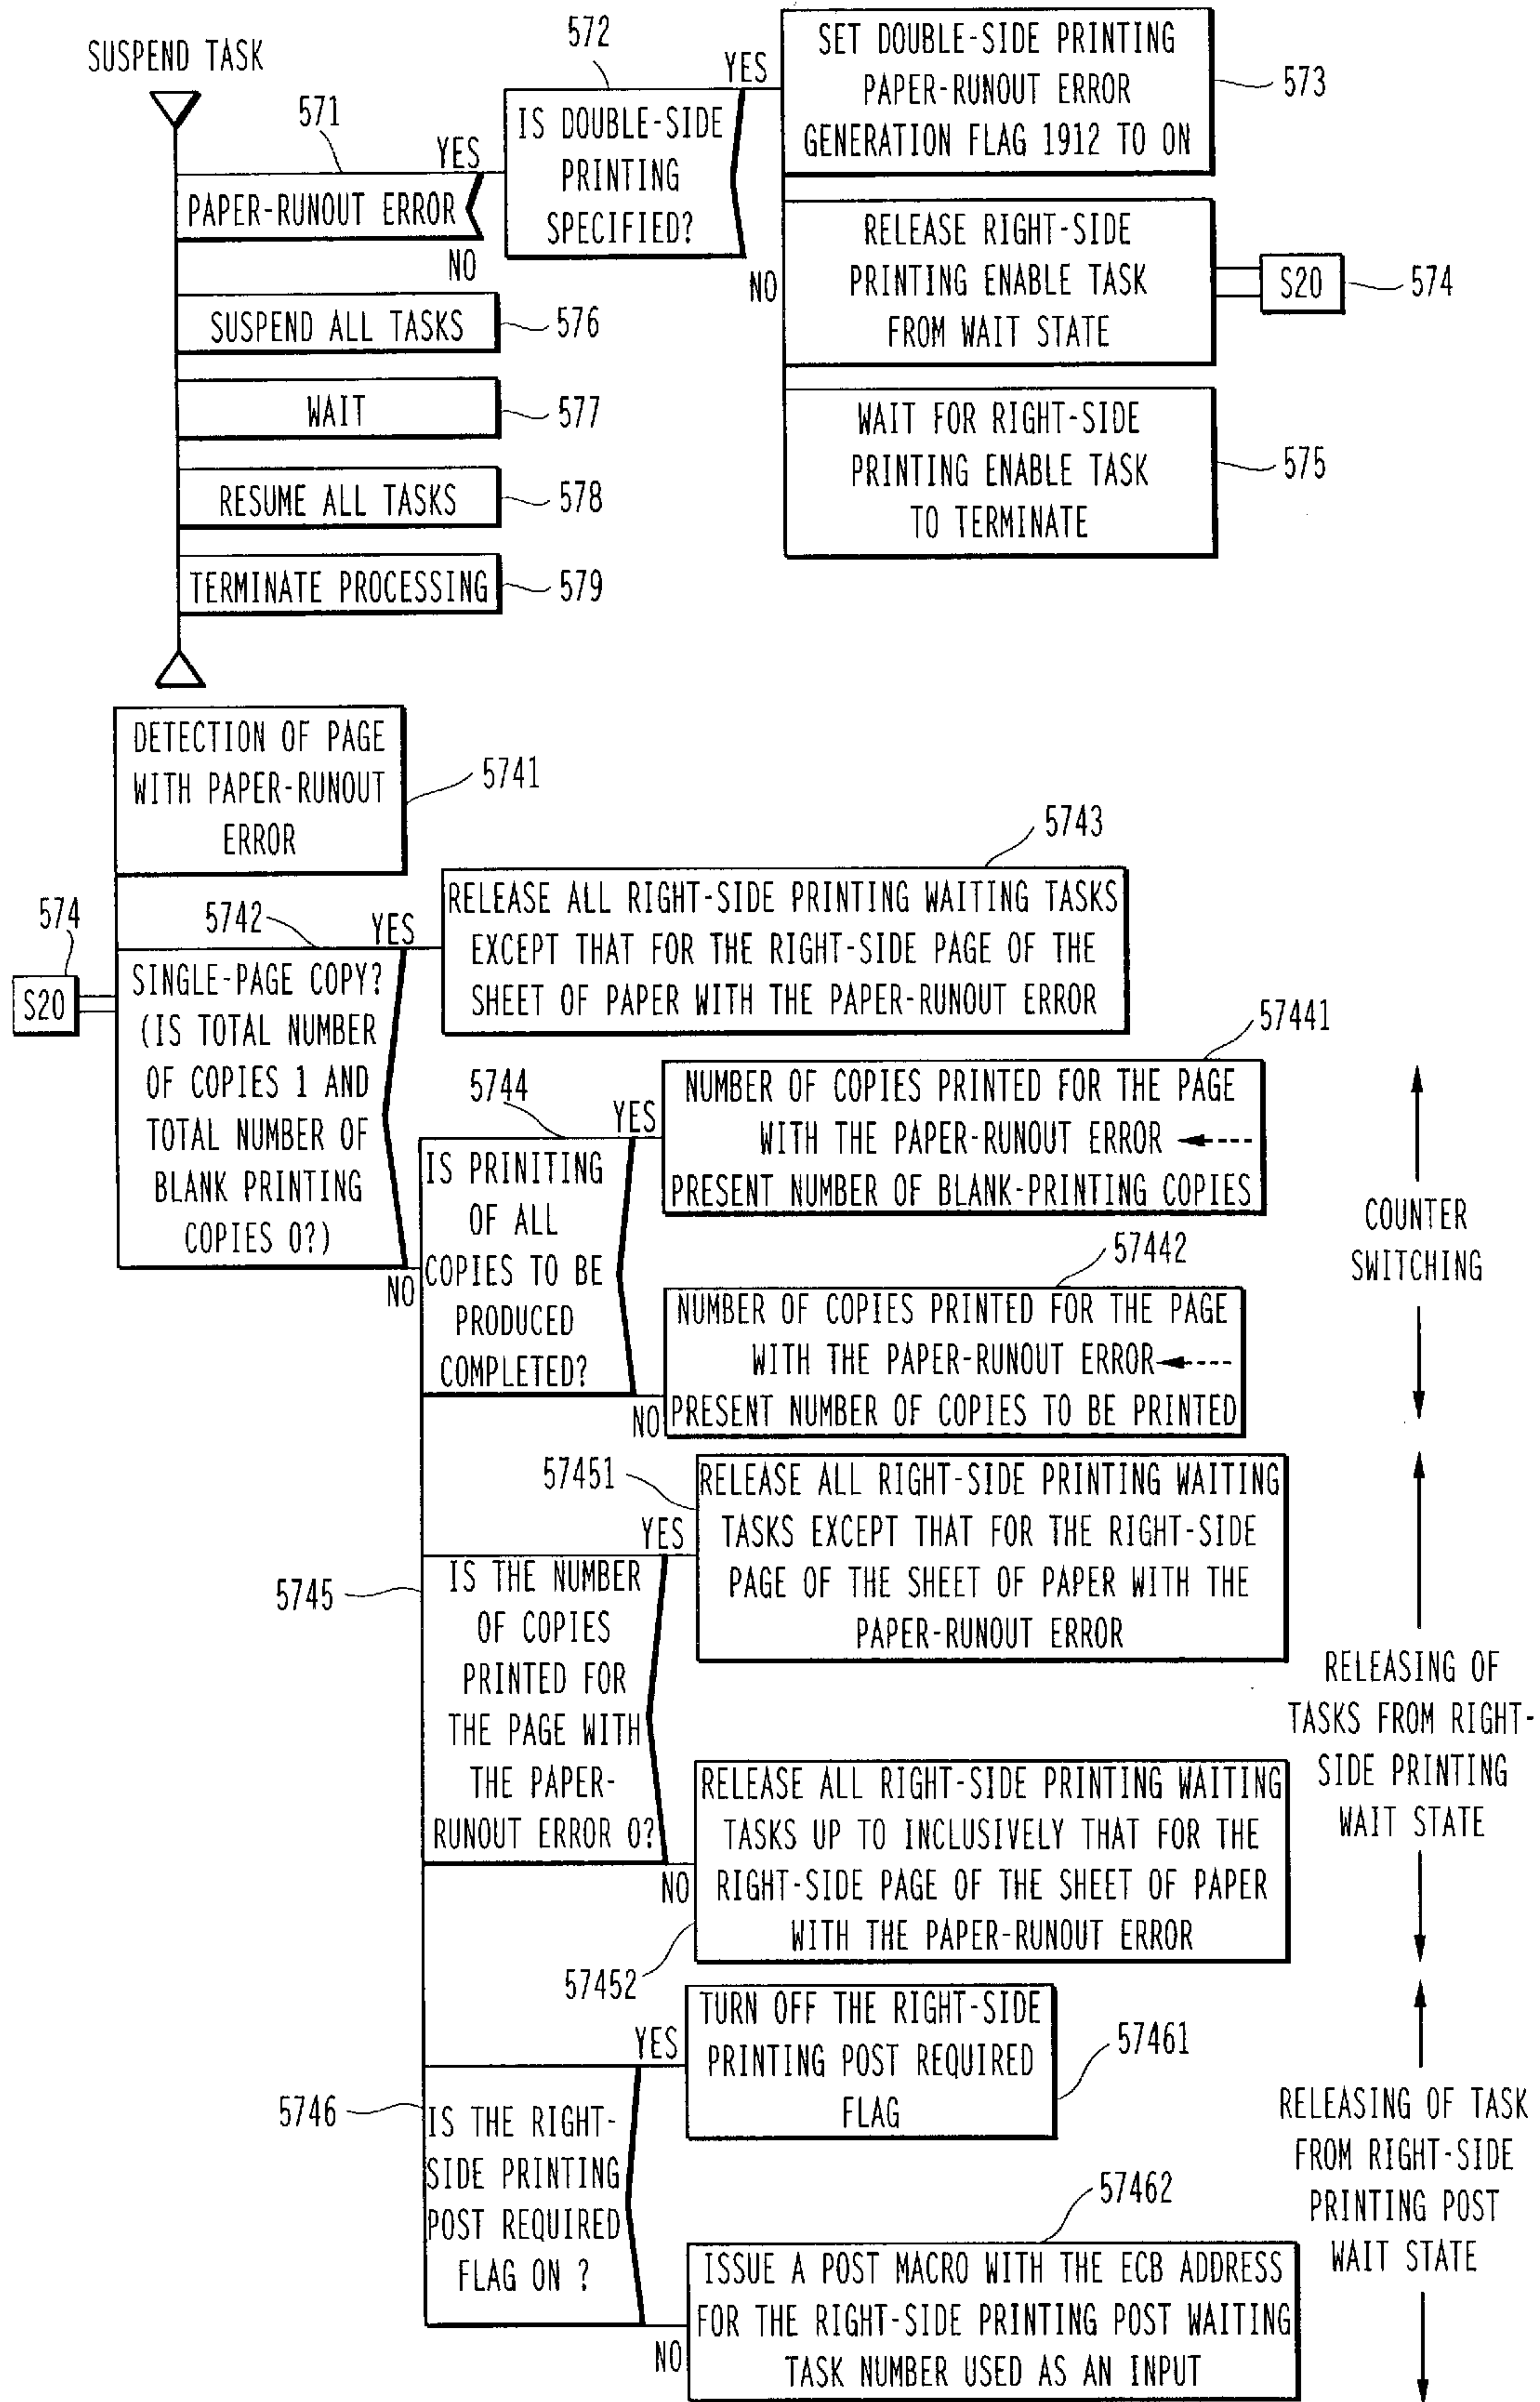 SUSPEND TASK
571
YES
PAPER-RUNOUT ERROR
NO
572
YES
IS DOUBLE-SIDE
PRINTING
SPECIFIED?
NO
SET DOUBLE-SIDE PRINTING
PAPER-RUNOUT ERROR
GENERATION FLAG 1912 TO ON
573
RELEASE RIGHT-SIDE
PRINTING ENABLE TASK
FROM WAIT STATE
S20
574
WAIT FOR RIGHT-SIDE
PRINTING ENABLE TASK
TO TERMINATE
575
SUSPEND ALL TASKS
576
WAIT
577
RESUME ALL TASKS
578
TERMINATE PROCESSING
579
DETECTION OF PAGE
WITH PAPER-RUNOUT
ERROR
5741
574
S20
5742
YES
SINGLE-PAGE COPY?
(IS TOTAL NUMBER
OF COPIES 1 AND
TOTAL NUMBER OF
BLANK PRINTING
COPIES 0?)
NO
5743
RELEASE ALL RIGHT-SIDE PRINTING WAITING TASKS
EXCEPT THAT FOR THE RIGHT-SIDE PAGE OF THE
SHEET OF PAPER WITH THE PAPER-RUNOUT ERROR
5744
YES
IS PRINITING
OF ALL
COPIES TO BE
PRODUCED
COMPLETED?
NO
57441
NUMBER OF COPIES PRINTED FOR THE PAGE
WITH THE PAPER-RUNOUT ERROR
PRESENT NUMBER OF BLANK-PRINTING COPIES
57442
NUMBER OF COPIES PRINTED FOR THE PAGE
WITH THE PAPER-RUNOUT ERROR
PRESENT NUMBER OF COPIES TO BE PRINTED
COUNTER
SWITCHING
5745
YES
IS THE NUMBER
OF COPIES
PRINTED FOR
THE PAGE WITH
THE PAPER-
RUNOUT ERROR 0?
NO
57451
RELEASE ALL RIGHT-SIDE PRINTING WAITING
TASKS EXCEPT THAT FOR THE RIGHT-SIDE
PAGE OF THE SHEET OF PAPER WITH THE
PAPER-RUNOUT ERROR
RELEASE ALL RIGHT-SIDE PRINTING WAITING
TASKS UP TO INCLUSIVELY THAT FOR THE
RIGHT-SIDE PAGE OF THE SHEET OF PAPER
WITH THE PAPER-RUNOUT ERROR
57452
RELEASING OF
TASKS FROM RIGHT-
SIDE PRINTING
WAIT STATE
5746
YES
IS THE RIGHT-
SIDE PRINTING
POST REQUIRED
FLAG ON ?
NO
TURN OFF THE RIGHT-SIDE
PRINTING POST REQUIRED
FLAG
57461
57462
ISSUE A POST MACRO WITH THE ECB ADDRESS
FOR THE RIGHT-SIDE PRINTING POST WAITING
TASK NUMBER USED AS AN INPUT
RELEASING OF TASK
FROM RIGHT-SIDE
PRINTING POST
WAIT STATE